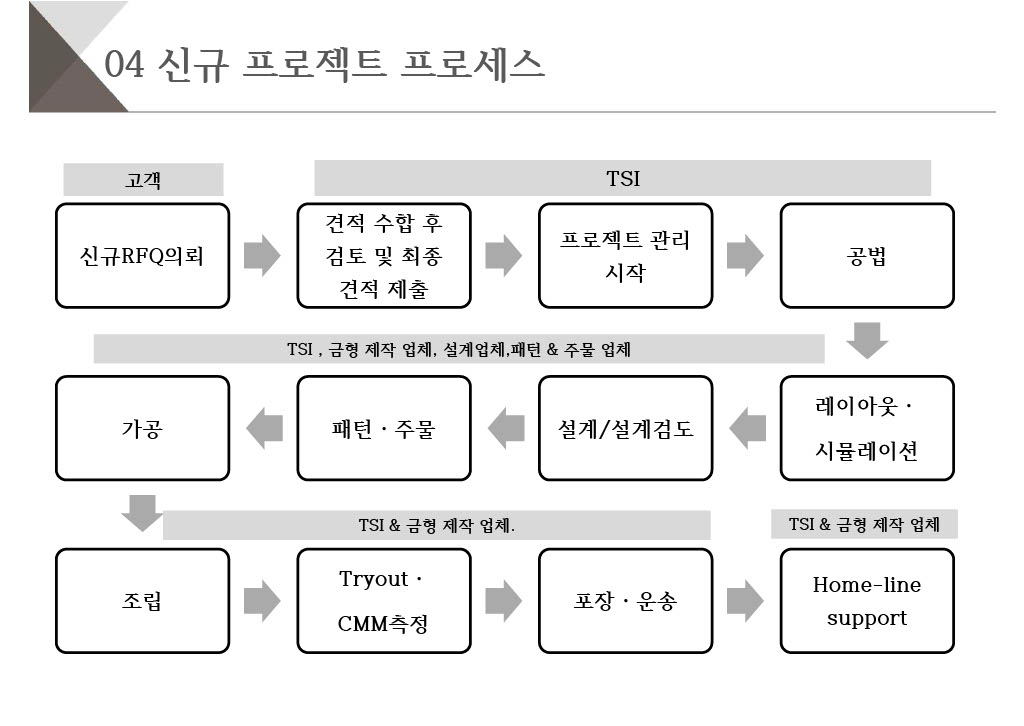 04 신규 프로젝트 프로세스
고객
TSI
신규RFQ의뢰
견적 수합 후
검토 및 최종
견적 제출
프로젝트 관리
시작
공법
TSI , 금형 제작 업체, 설계업체,패턴 & 주물 업체
가공
패턴 · 주물
설계/설계검도
레이아웃 ·
시뮬레이션
TSI & 금형 제작 업체.
TSI & 금형 제작 업체
조립
Tryout ·
CMM측정
포장 · 운송
Home-line
support